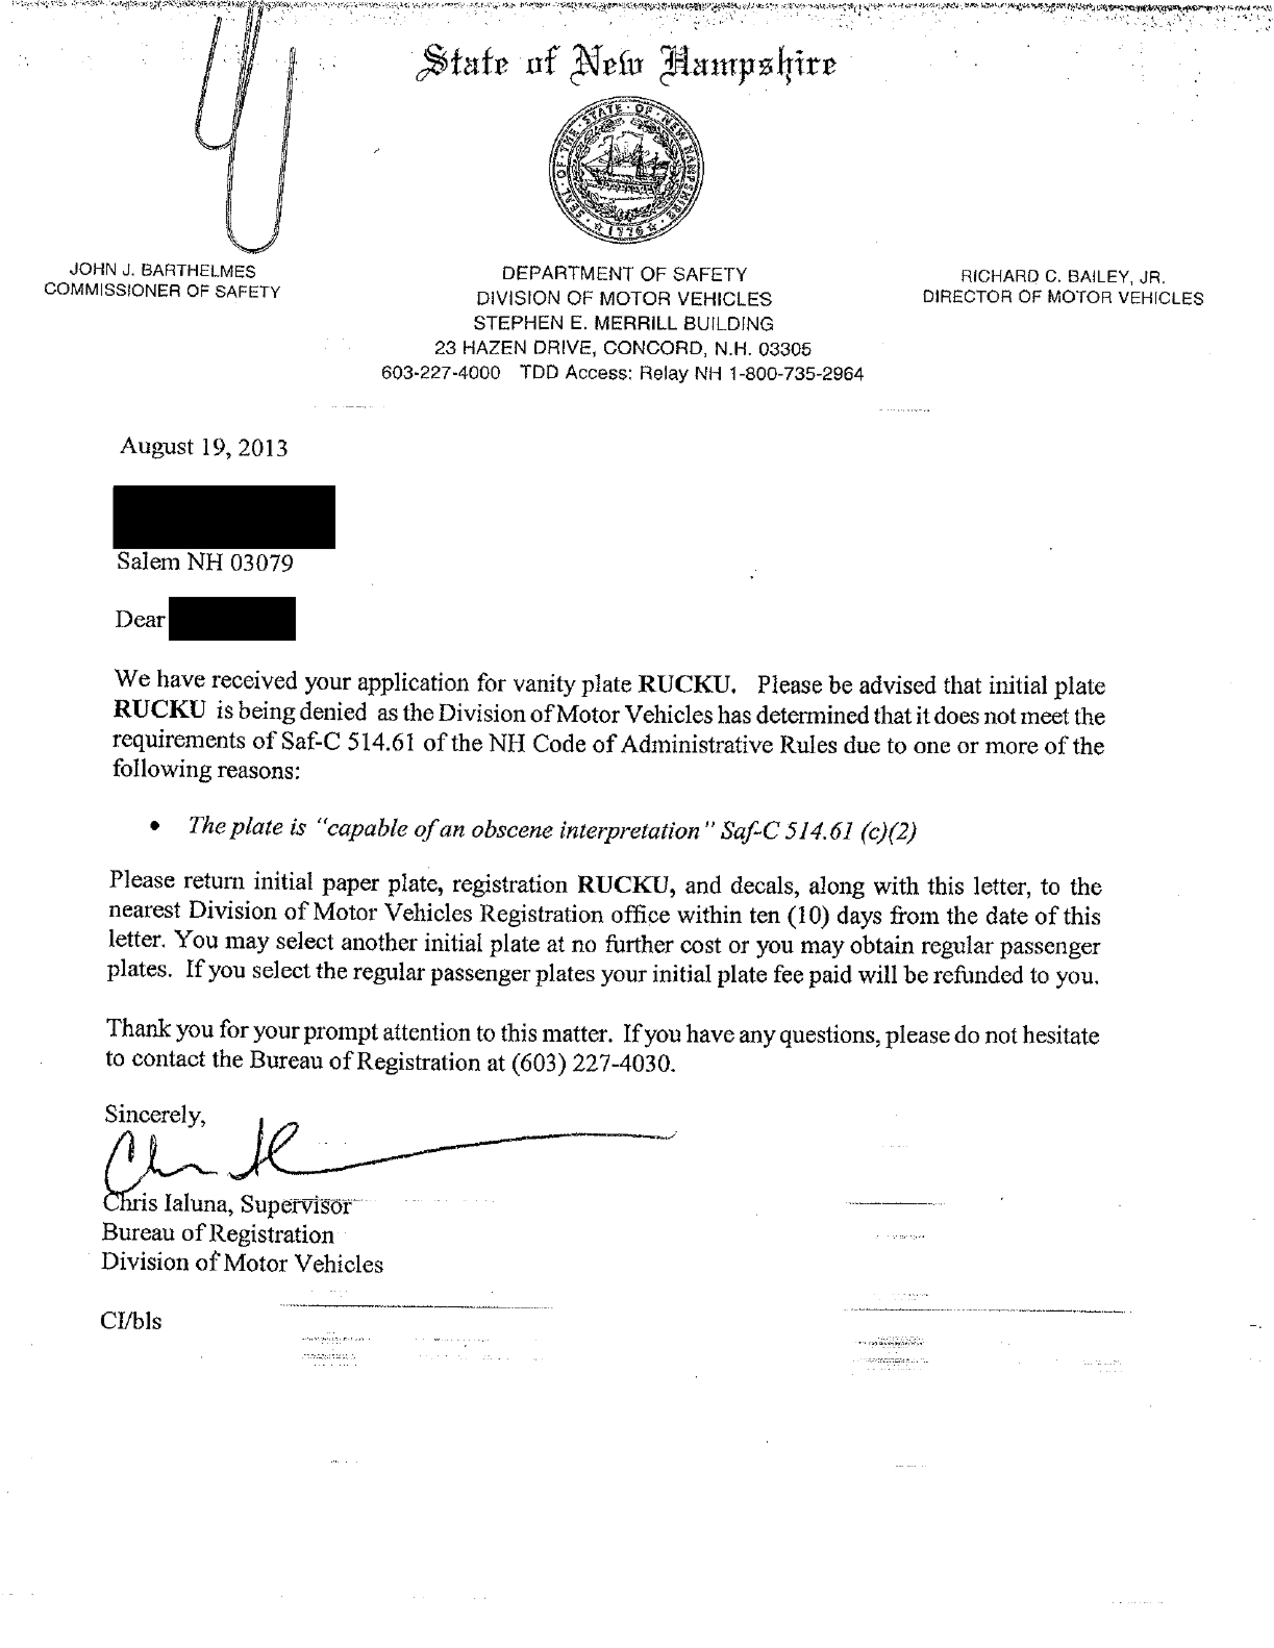 State of New Hampshire
SEAL · OF · THE · STATE · OF · NEW HAMPSHIRE
1776
JOHN J. BARTHELMES
COMMISSIONER OF SAFETY
DEPARTMENT OF SAFETY
DIVISION OF MOTOR VEHICLES
STEPHEN E. MERRILL BUILDING
23 HAZEN DRIVE, CONCORD, N.H. 03305
603-227-4000 TDD Access: Relay NH 1-800-735-2964
RICHARD C. BAILEY, JR.
DIRECTOR OF MOTOR VEHICLES
August 19, 2013
Salem NH 03079
Dear
We have received your application for vanity plate RUCKU. Please be advised that initial plate
RUCKU is being denied as the Division of Motor Vehicles has determined that it does not meet the
requirements of Saf-C 514.61 of the NH Code of Administrative Rules due to one or more of the
following reasons:
• The plate is “capable of an obscene interpretation” Saf-C 514.61 (c)(2)
Please return initial paper plate, registration RUCKU, and decals, along with this letter, to the
nearest Division of Motor Vehicles Registration office within ten (10) days from the date of this
letter. You may select another initial plate at no further cost or you may obtain regular passenger
plates. If you select the regular passenger plates your initial plate fee paid will be refunded to you.
Thank you for your prompt attention to this matter. If you have any questions, please do not hesitate
to contact the Bureau of Registration at (603) 227-4030.
Sincerely,
Chris Ialuna, Supervisor
Bureau of Registration
Division of Motor Vehicles
CI/bls